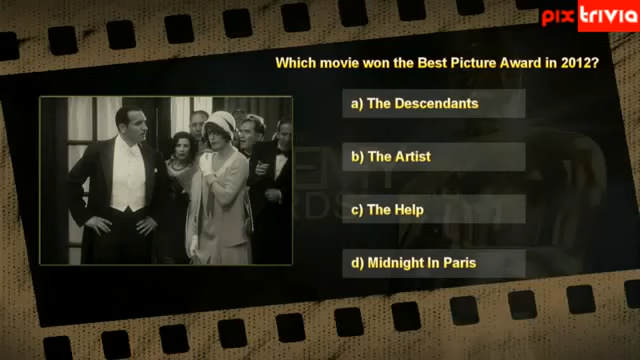 pixtrivia
Which movie won the Best Picture Award in 2012?
a) The Descendants
b) The Artist
c) The Help
d) Midnight In Paris